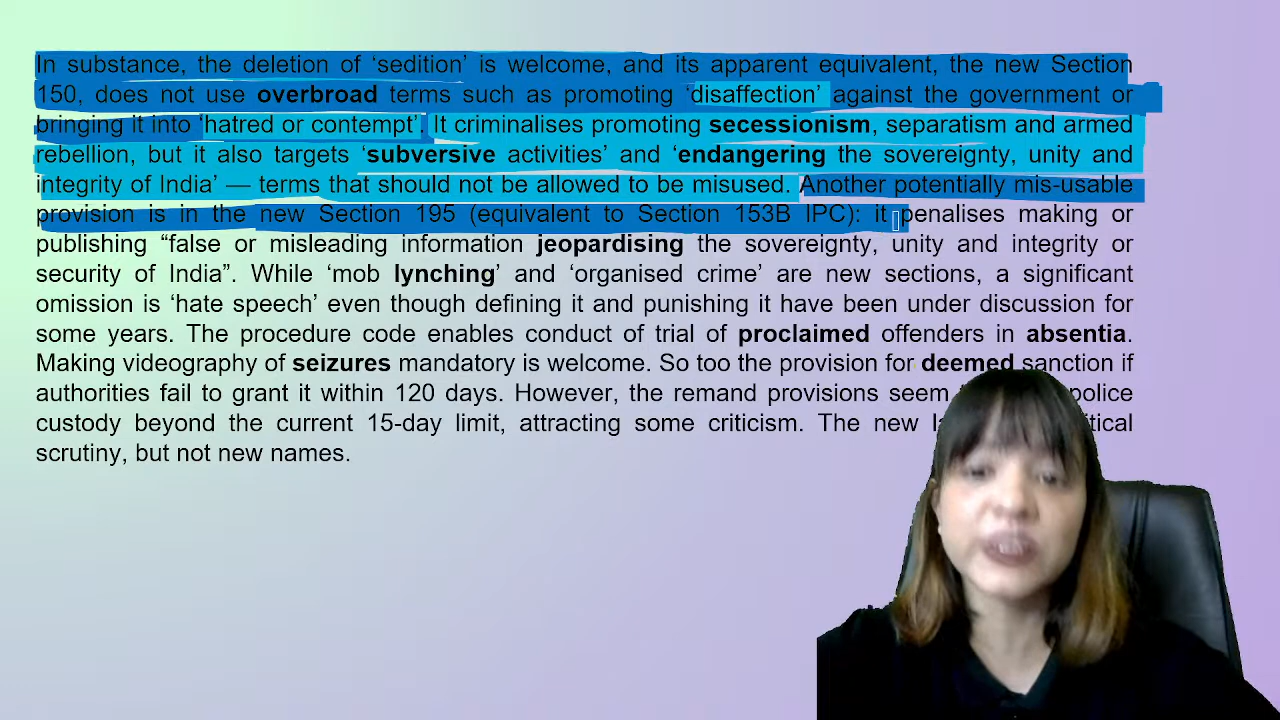 In substance, the deletion of ‘sedition’ is welcome, and its apparent equivalent, the new Section
150, does not use overbroad terms such as promoting ‘disaffection’ against the government or
bringing it into ‘hatred or contempt’. It criminalises promoting secessionism, separatism and armed
rebellion, but it also targets ‘subversive activities’ and ‘endangering the sovereignty, unity and
integrity of India’ — terms that should not be allowed to be misused. Another potentially mis-usable
provision is in the new Section 195 (equivalent to Section 153B IPC): it penalises making or
publishing “false or misleading information jeopardising the sovereignty, unity and integrity or
security of India”. While ‘mob lynching’ and ‘organised crime’ are new sections, a significant
omission is ‘hate speech’ even though defining it and punishing it have been under discussion for
some years. The procedure code enables conduct of trial of proclaimed offenders in absentia.
Making videography of seizures mandatory is welcome. So too the provision for deemed sanction if
authorities fail to grant it within 120 days. However, the remand provisions seem police
custody beyond the current 15-day limit, attracting some criticism. The new
scrutiny, but not new names.